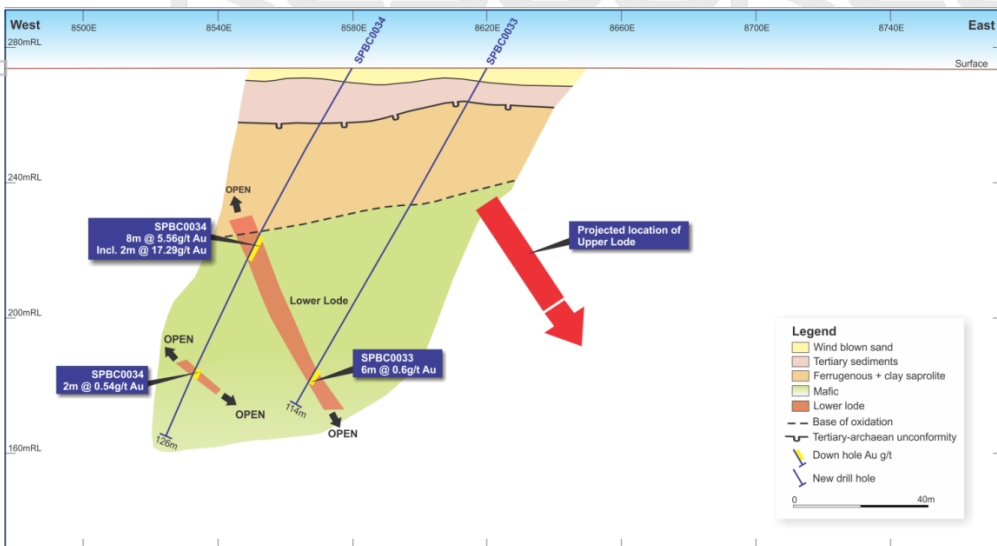 West
8500E
8540E
8580E
8620E
8660E
8700E
8740E
East
280mRL
SPBC0034
SPBC0033
Surface
240mRL
OPEN
SPBC0034
8m @ 5.56g/t Au
Incl. 2m @ 17.29g/t Au
Projected location of
Upper Lode
Lower Lode
200mRL
OPEN
SPBC0034
2m @ 0.54g/t Au
OPEN
SPBC0033
6m @ 0.6g/t Au
114m
OPEN
126m
160mRL
Legend
Wind blown sand
Tertiary sediments
Ferrugenous + clay saprolite
Mafic
Lower lode
Base of oxidation
Tertiary-archaean unconformity
Down hole Au g/t
New drill hole
0
40m